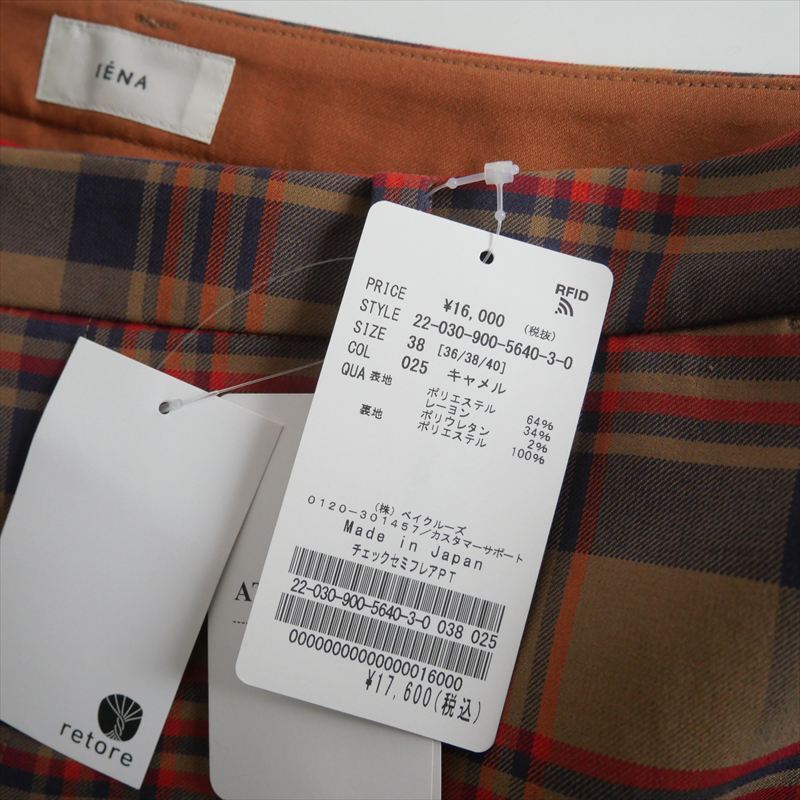 IÉNA
RFID
PRICE ¥16,000 (税抜)
STYLE 22-030-900-5640-3-0
SIZE 38 [36/38/40]
COL 025 キャメル
QUA 表地 ポリエステル 64%
レーヨン 34%
ポリウレタン 2%
裏地 ポリエステル 100%
(株) ベイクルーズ
0120-301457/カスタマーサポート
Made in Japan
チェックセミフレアPT
22-030-900-5640-3-0 038 025
0000000000000016000
¥17,600(税込)
retore